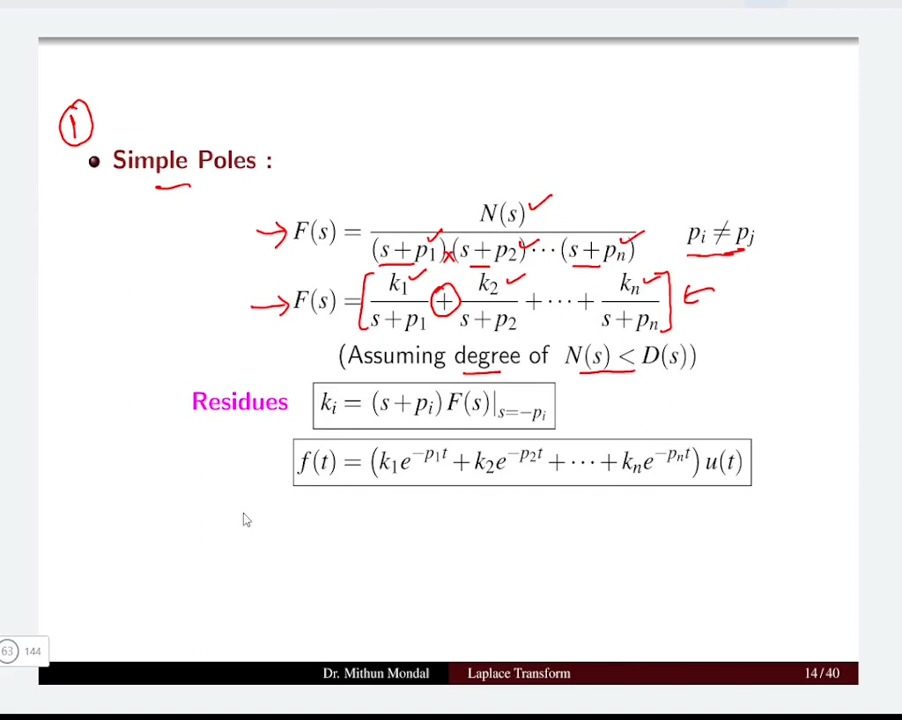 1
Simple Poles :
F(s) = N(s) / (s+p₁)(s+p₂)⋯(s+pₙ)    pᵢ ≠ pⱼ
F(s) = k₁/(s+p₁) + k₂/(s+p₂) + ⋯ + kₙ/(s+pₙ)
(Assuming degree of N(s) < D(s))
Residues kᵢ = (s+pᵢ) F(s)|ₛ₌₋ₚᵢ
f(t) = (k₁e^(−p₁t) + k₂e^(−p₂t) + ⋯ + kₙe^(−pₙt)) u(t)
63 144
Dr. Mithun Mondal Laplace Transform 14/40